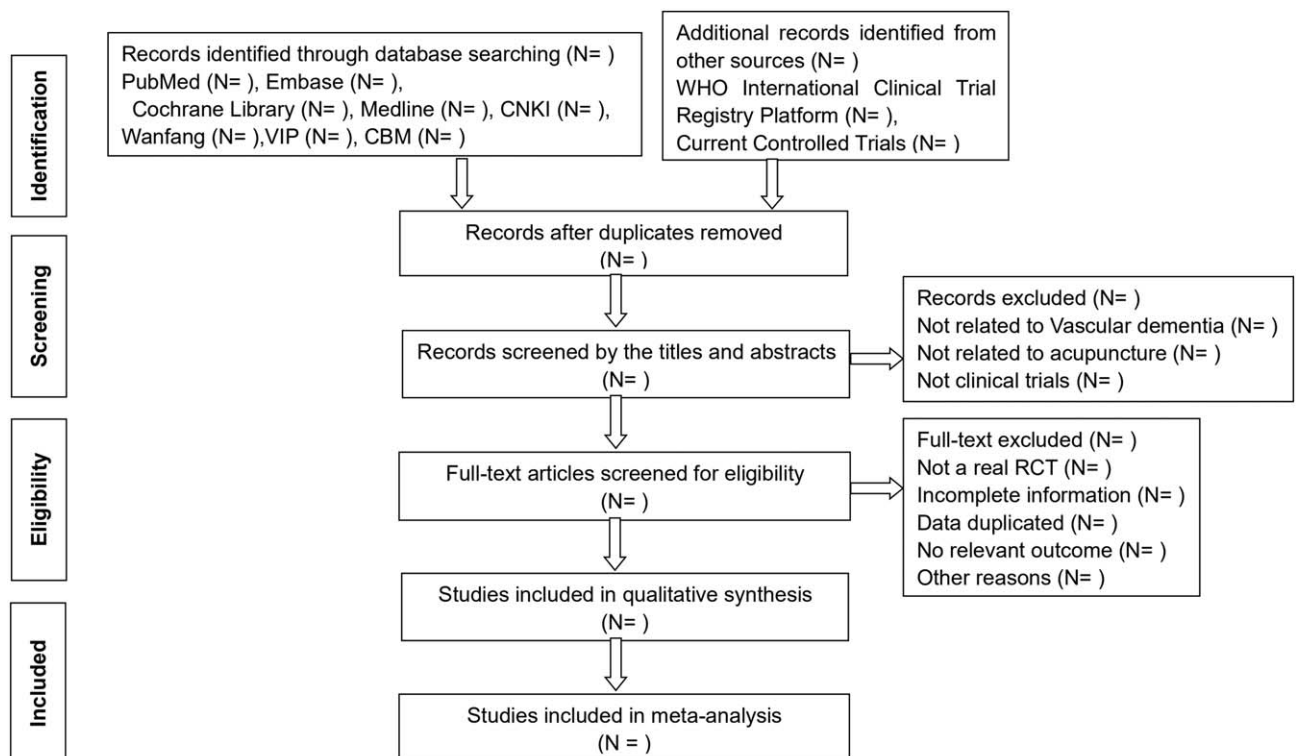 Identification
Records identified through database searching (N= )
PubMed (N= ), Embase (N= ),
Cochrane Library (N= ), Medline (N= ), CNKI (N= ),
Wanfang (N= ),VIP (N= ), CBM (N= )
Additional records identified from
other sources (N= )
WHO International Clinical Trial
Registry Platform (N= ),
Current Controlled Trials (N= )
Screening
Records after duplicates removed
(N= )
Records screened by the titles and abstracts
(N= )
Records excluded (N= )
Not related to Vascular dementia (N= )
Not related to acupuncture (N= )
Not clinical trials (N= )
Eligibility
Full-text articles screened for eligibility
(N= )
Full-text excluded (N= )
Not a real RCT (N= )
Incomplete information (N= )
Data duplicated (N= )
No relevant outcome (N= )
Other reasons (N= )
Included
Studies included in qualitative synthesis
(N= )
Studies included in meta-analysis
(N = )